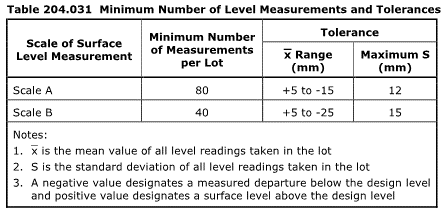 Table 204.031 Minimum Number of Level Measurements and Tolerances
Scale of Surface Level Measurement
Minimum Number of Measurements per Lot
Tolerance
x̅ Range (mm)
Maximum S (mm)
Scale A 80 +5 to -15 12
Scale B 40 +5 to -25 15
Notes:
1. x̅ is the mean value of all level readings taken in the lot
2. S is the standard deviation of all level readings taken in the lot
3. A negative value designates a measured departure below the design level
and positive value designates a surface level above the design level